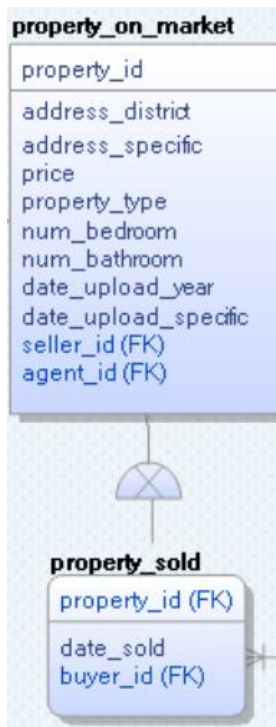 property_on_market
property_id
address_district
address_specific
price
property_type
num_bedroom
num_bathroom
date_upload_year
date_upload_specific
seller_id (FK)
agent_id (FK)
property_sold
property_id (FK)
date_sold
buyer_id (FK)